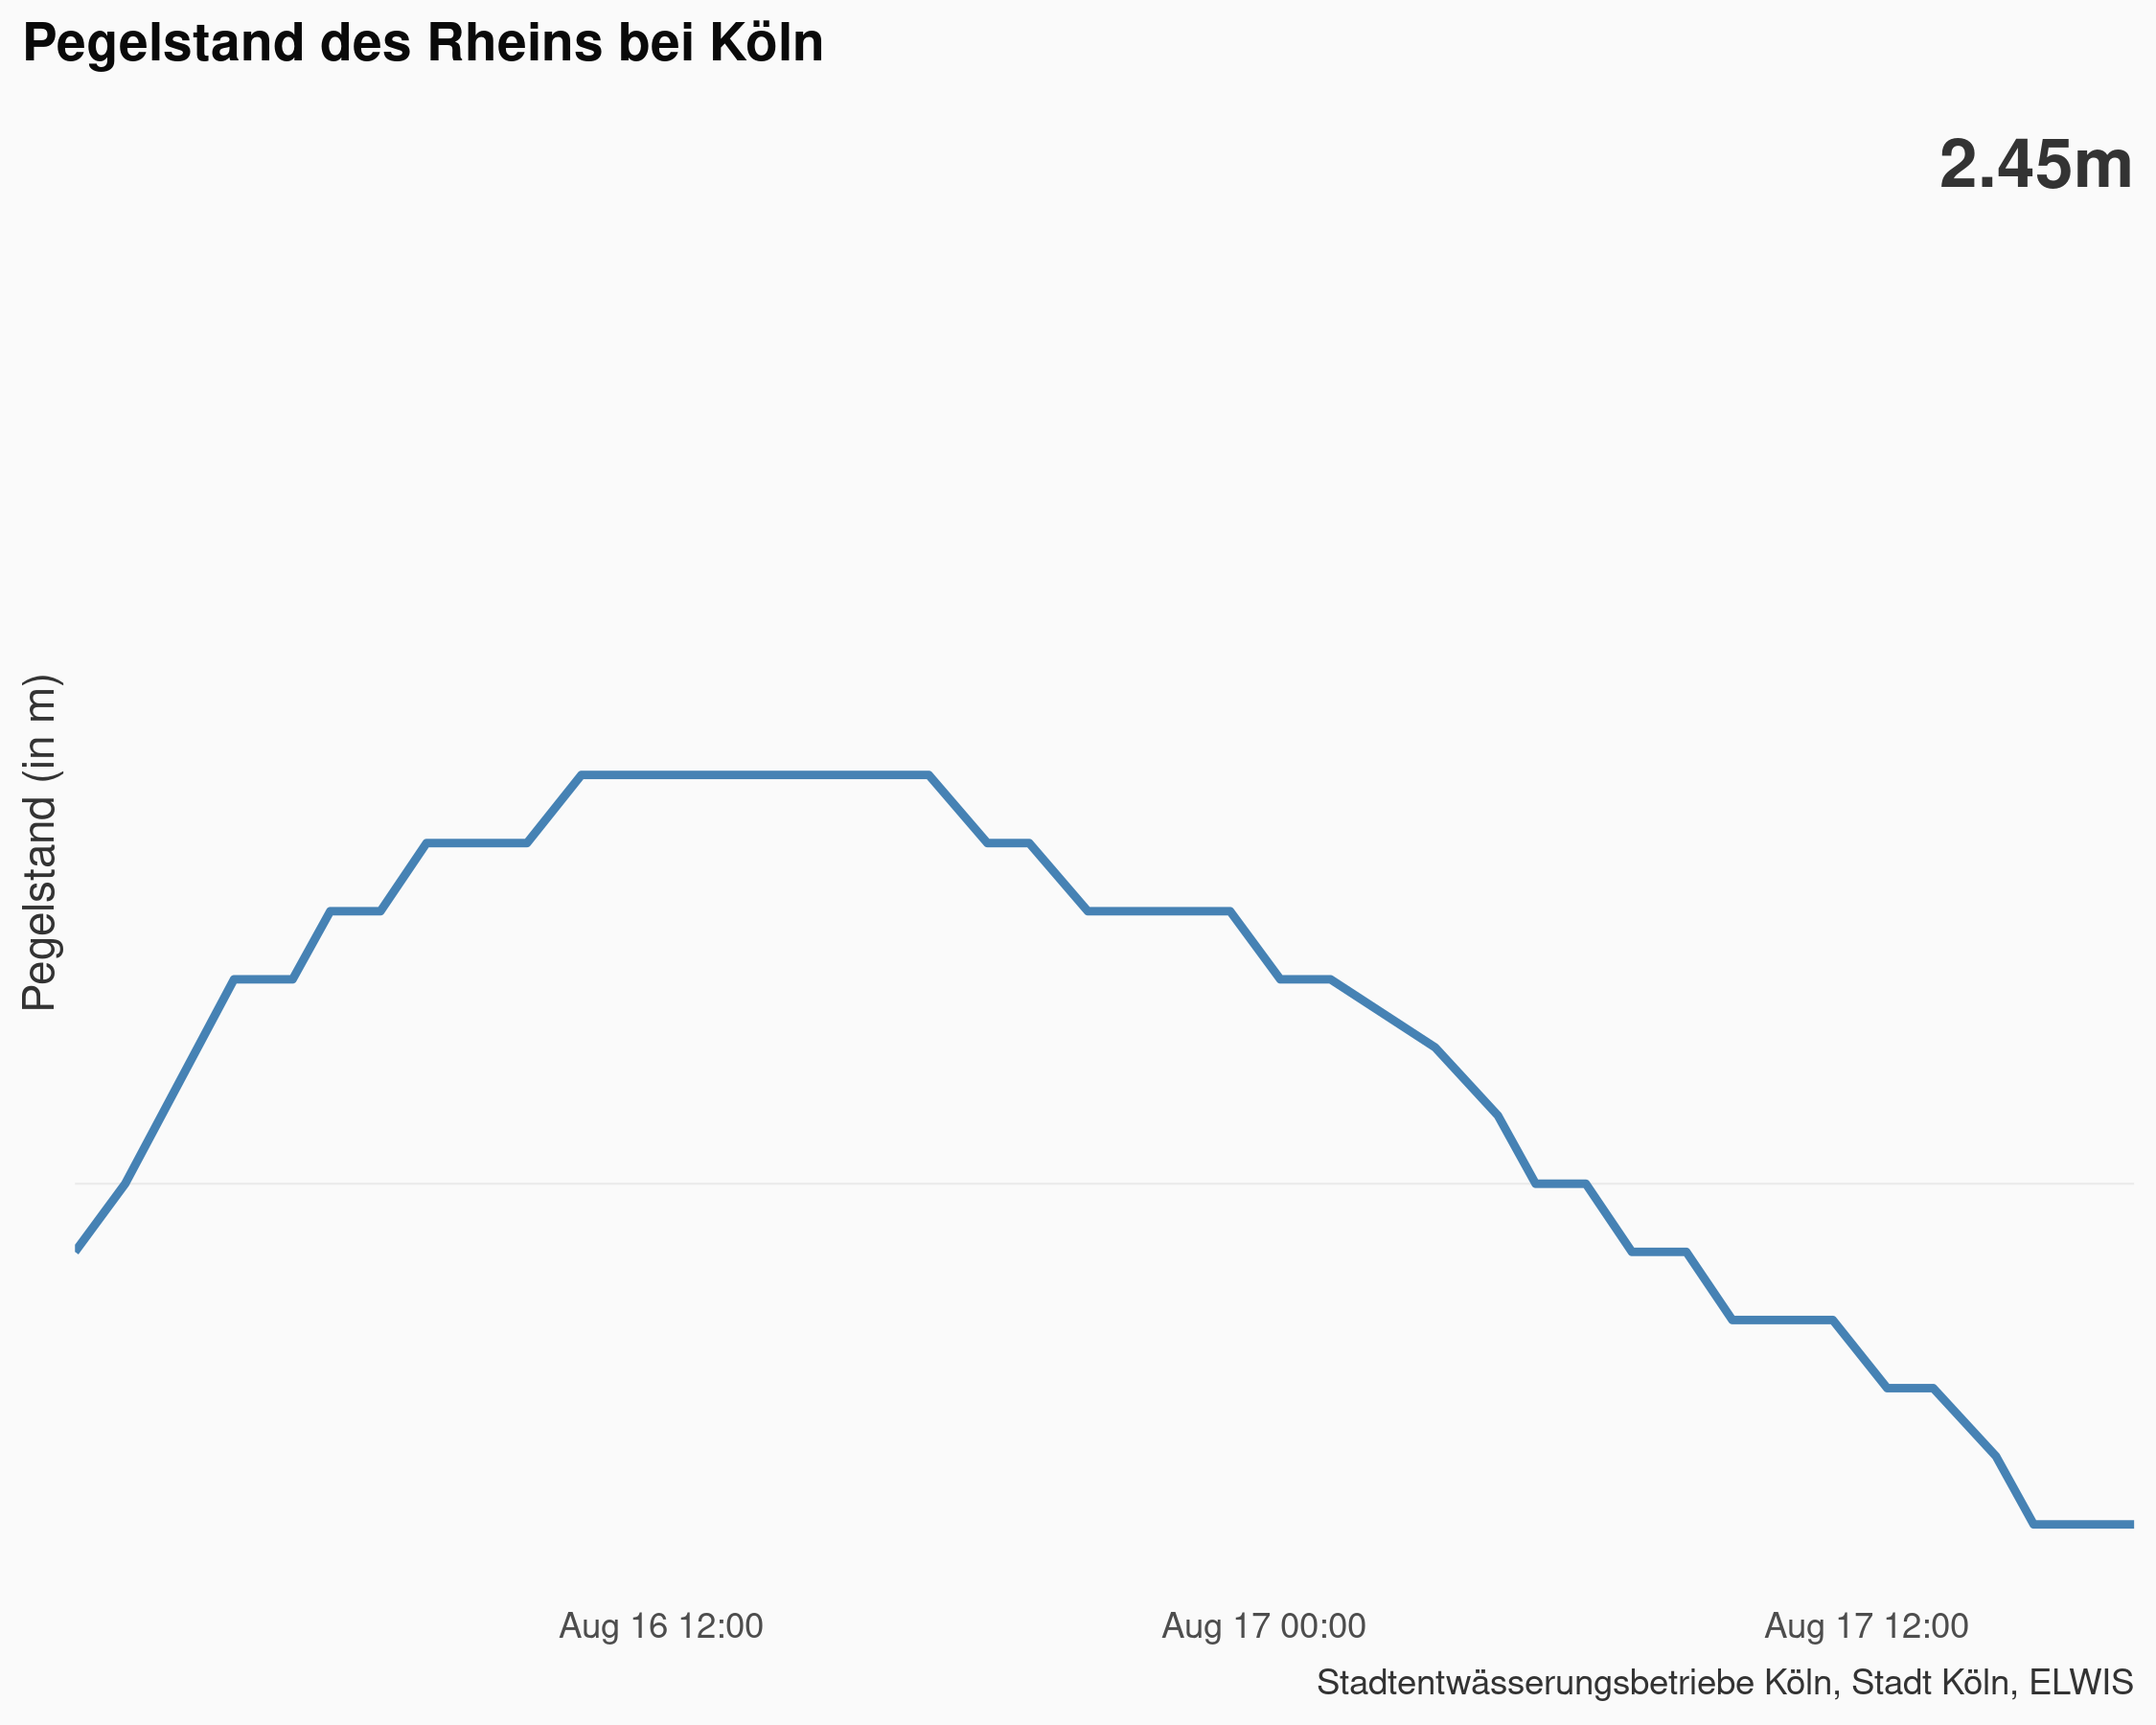 Pegelstand des Rheins bei Köln
2.45m
Pegelstand (in m)
Aug 16 12:00
Aug 17 00:00
Aug 17 12:00
Stadtentwässerungsbetriebe Köln, Stadt Köln, ELWIS